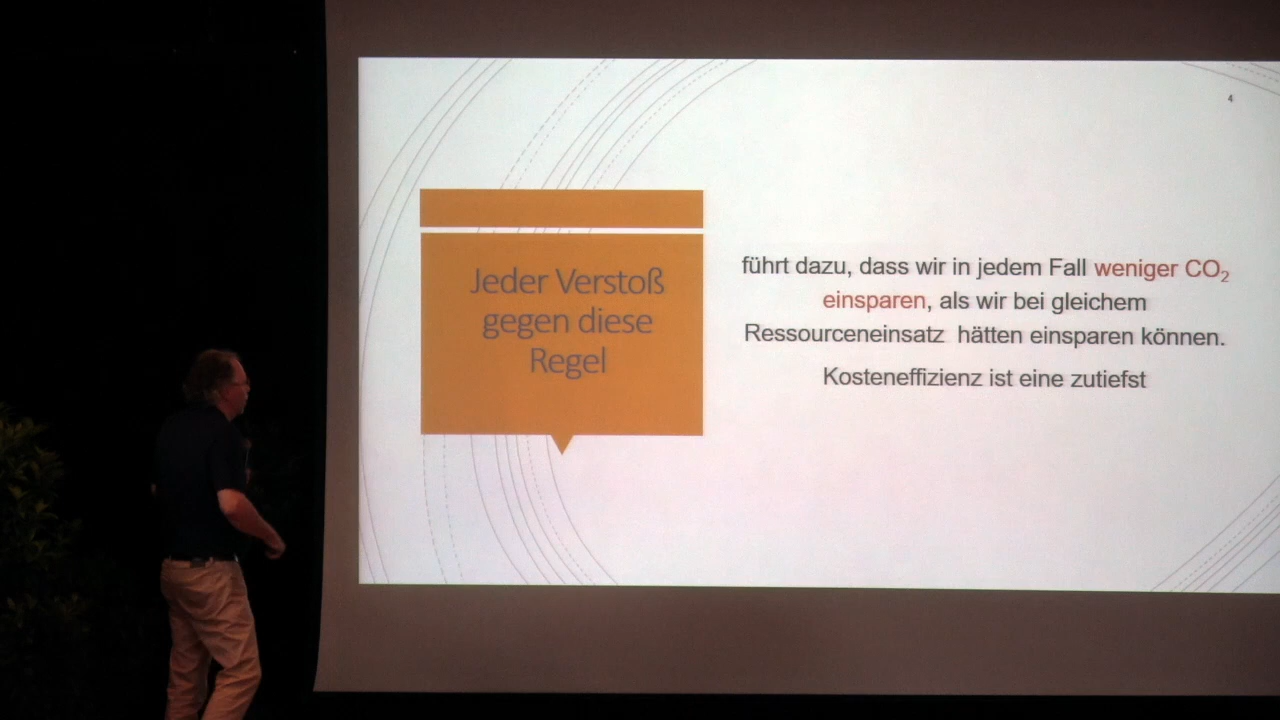 4
Jeder Verstoß
gegen diese
Regel
führt dazu, dass wir in jedem Fall weniger CO₂
einsparen, als wir bei gleichem
Ressourceneinsatz hätten einsparen können.
Kosteneffizienz ist eine zutiefst